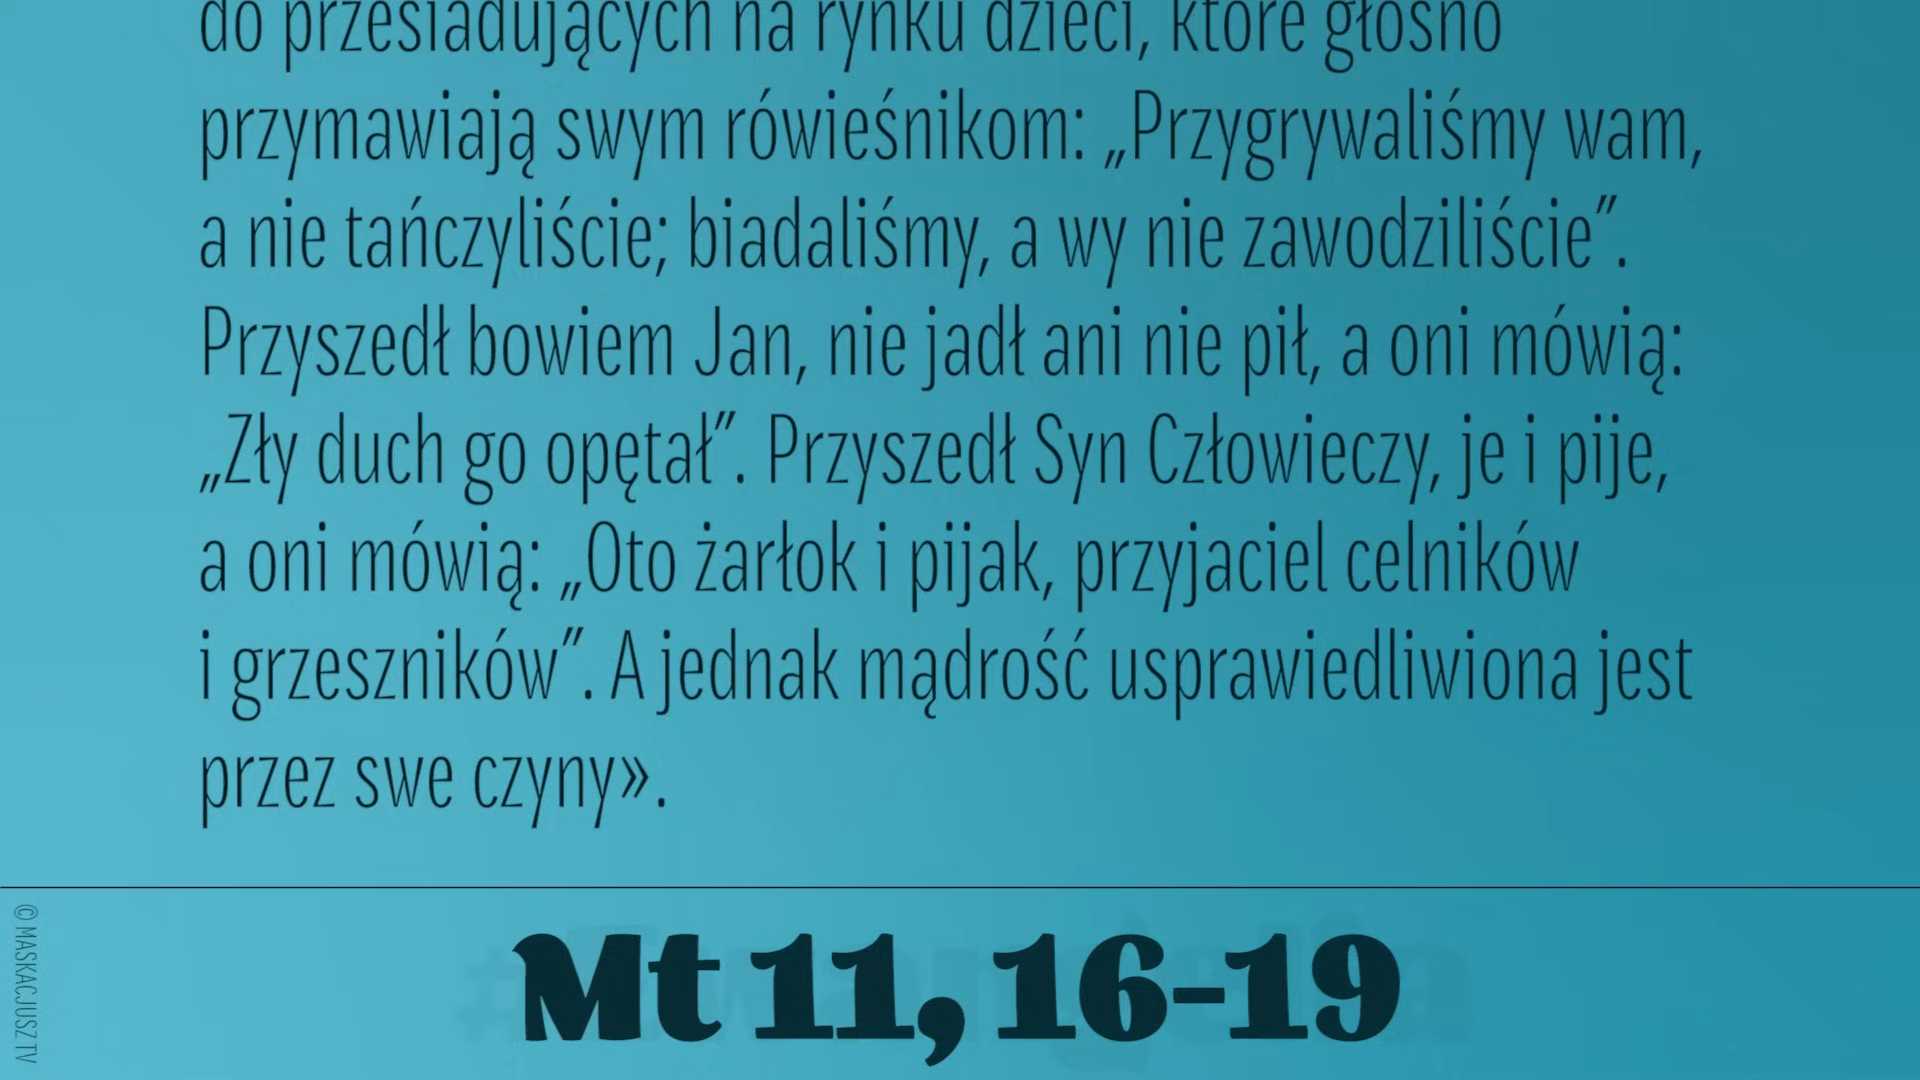 do przesiadujących na rynku dzieci, które głośno
przymawiają swym rówieśnikom: „Przygrywaliśmy wam,
a nie tańczyliście; biadaliśmy, a wy nie zawodziliście”.
Przyszedł bowiem Jan, nie jadł ani nie pił, a oni mówią:
„Zły duch go opętał”. Przyszedł Syn Człowieczy, je i pije,
a oni mówią: „Oto żarłok i pijak, przyjaciel celników
i grzeszników”. A jednak mądrość usprawiedliwiona jest
przez swe czyny».
Mt 11, 16-19
© MASKACJUSZ TV